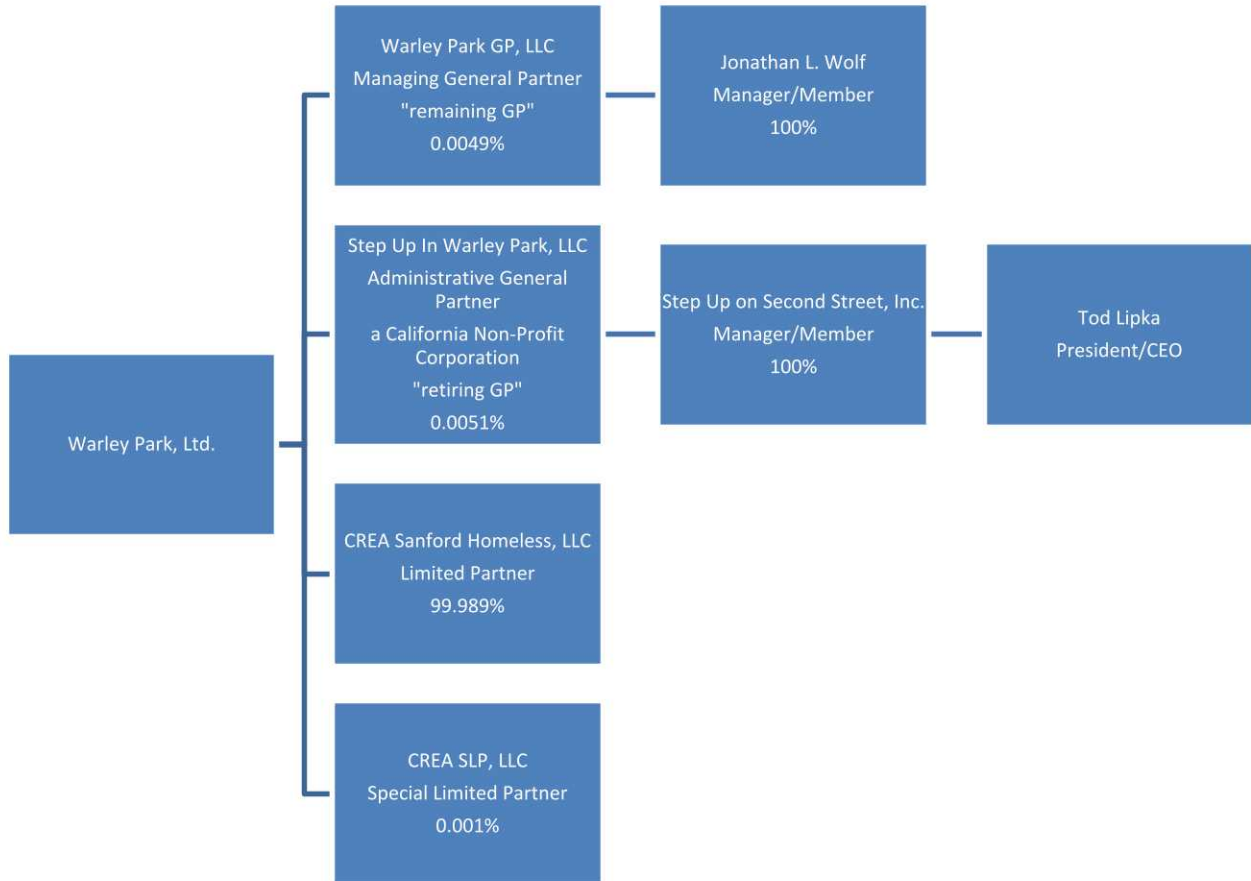 Warley Park, Ltd.
Warley Park GP, LLC
Managing General Partner
"remaining GP"
0.0049%
Jonathan L. Wolf
Manager/Member
100%
Step Up In Warley Park, LLC
Administrative General
Partner
a California Non-Profit
Corporation
"retiring GP"
0.0051%
Step Up on Second Street, Inc.
Manager/Member
100%
Tod Lipka
President/CEO
CREA Sanford Homeless, LLC
Limited Partner
99.989%
CREA SLP, LLC
Special Limited Partner
0.001%